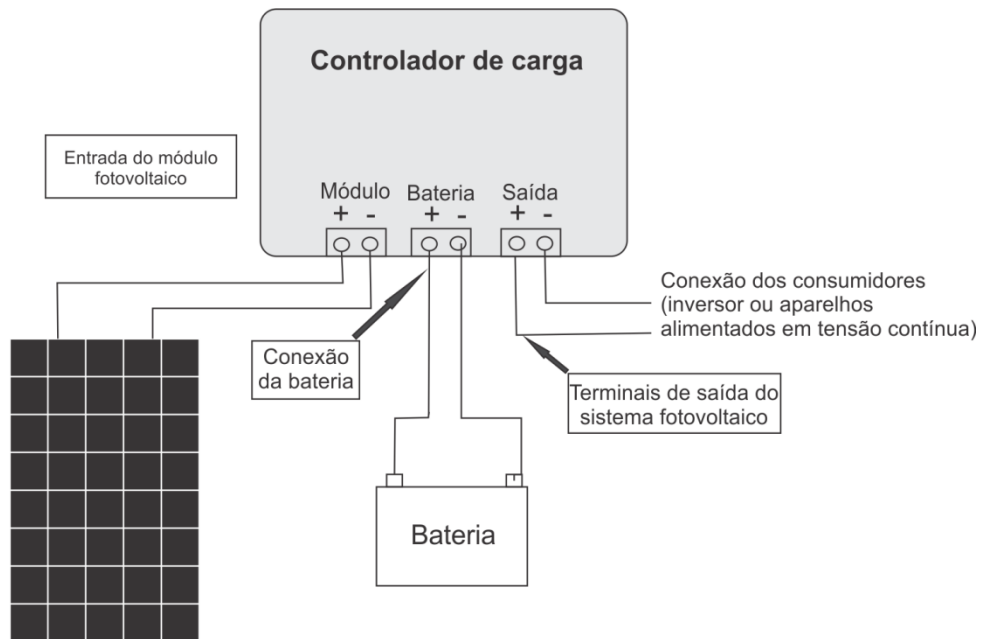 Controlador de carga
Entrada do módulo
fotovoltaico
Módulo Bateria Saída
+ - + - + -
Conexão dos consumidores
(inversor ou aparelhos
alimentados em tensão contínua)
Conexão
da bateria
Terminais de saída do
sistema fotovoltaico
Bateria